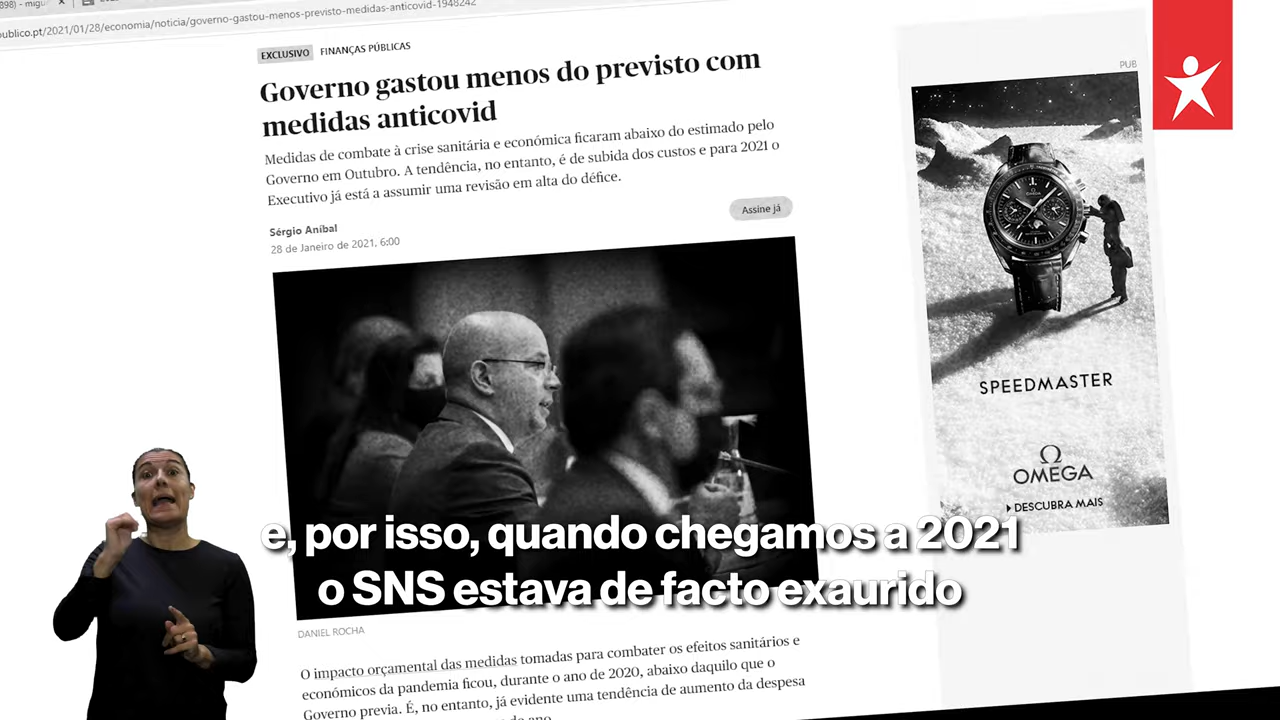 publico.pt/2021/01/28/economia/noticia/governo-gastou-menos-previsto-medidas-anticovid-1948242
EXCLUSIVO FINANÇAS PÚBLICAS
Governo gastou menos do previsto com
medidas anticovid
Medidas de combate à crise sanitária e económica ficaram abaixo do estimado pelo
Governo em Outubro. A tendência, no entanto, é de subida dos custos e para 2021 o
Executivo já está a assumir uma revisão em alta do défice.
Assine já
Sérgio Aníbal
28 de Janeiro de 2021, 6:00
PUB
OMEGA
SPEEDMASTER
Ω
OMEGA
DESCUBRA MAIS
e, por isso, quando chegamos a 2021
o SNS estava de facto exaurido
DANIEL ROCHA
O impacto orçamental das medidas tomadas para combater os efeitos sanitários e
económicos da pandemia ficou, durante o ano de 2020, abaixo daquilo que o
Governo previa. É, no entanto, já evidente uma tendência de aumento da despesa